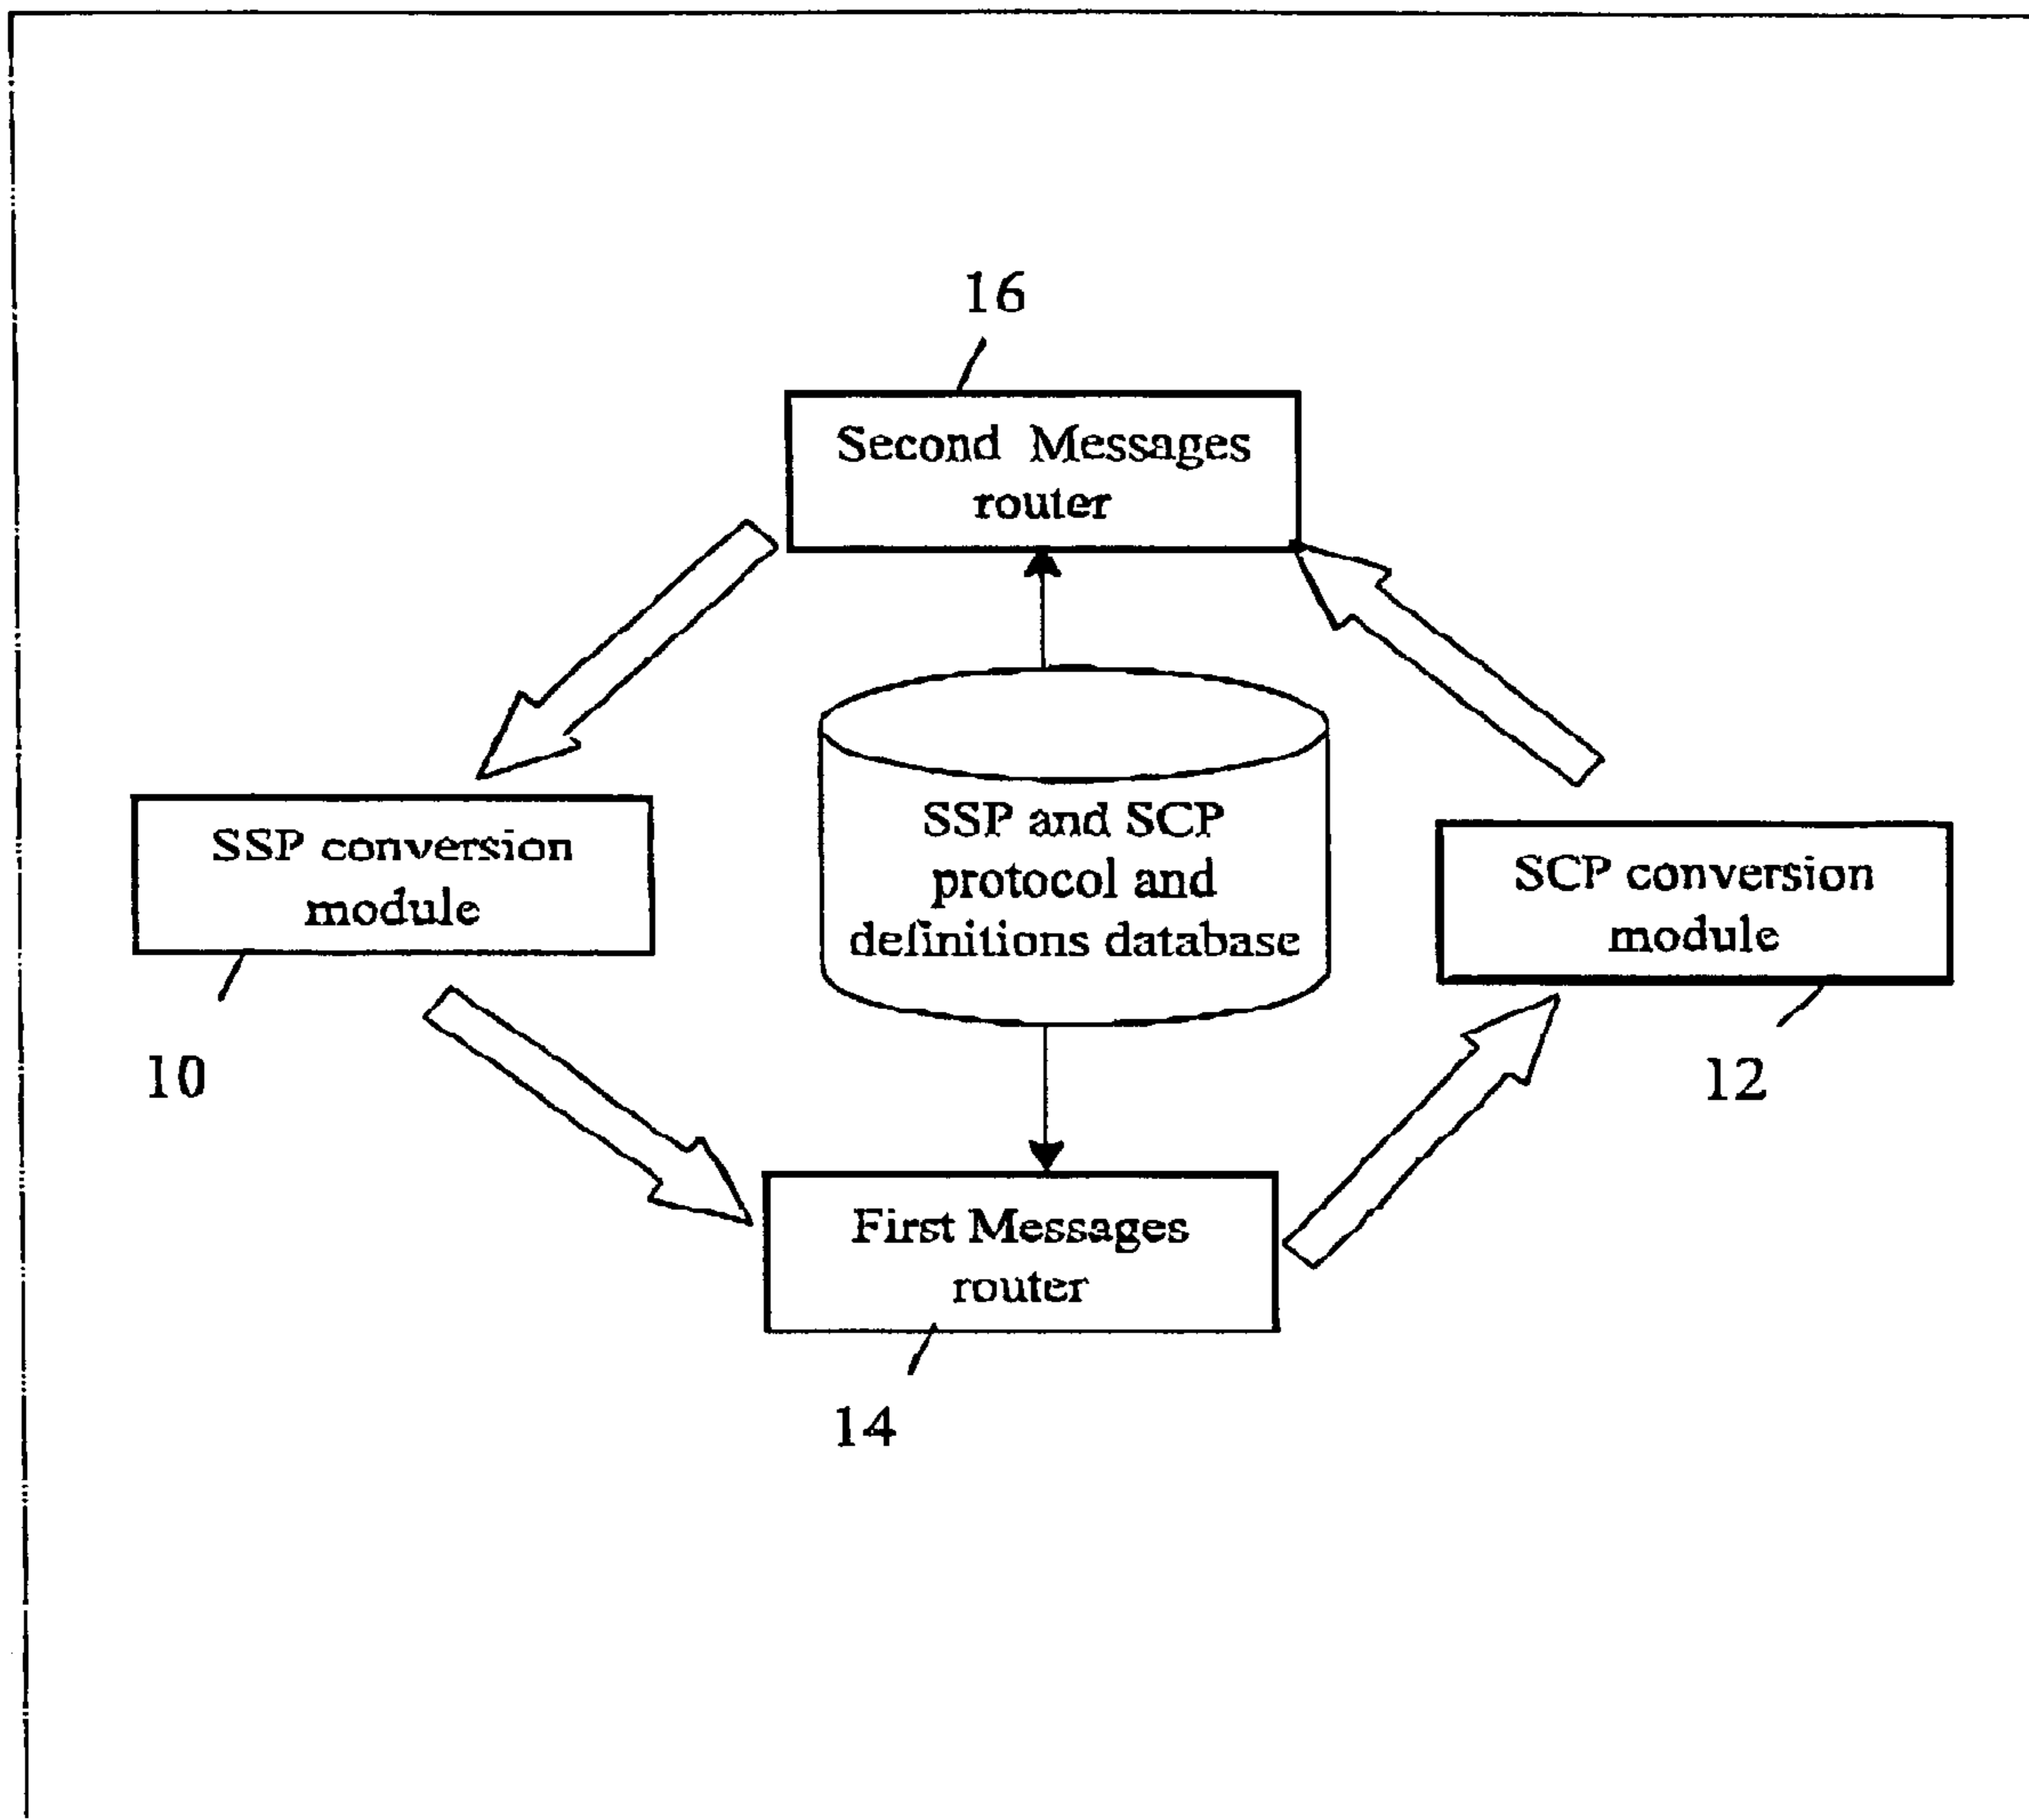 16
Second Messages
router
SSP conversion
module
10
SSP and SCP
protocol and
definitions database
SCP conversion
module
12
First Messages
router
14